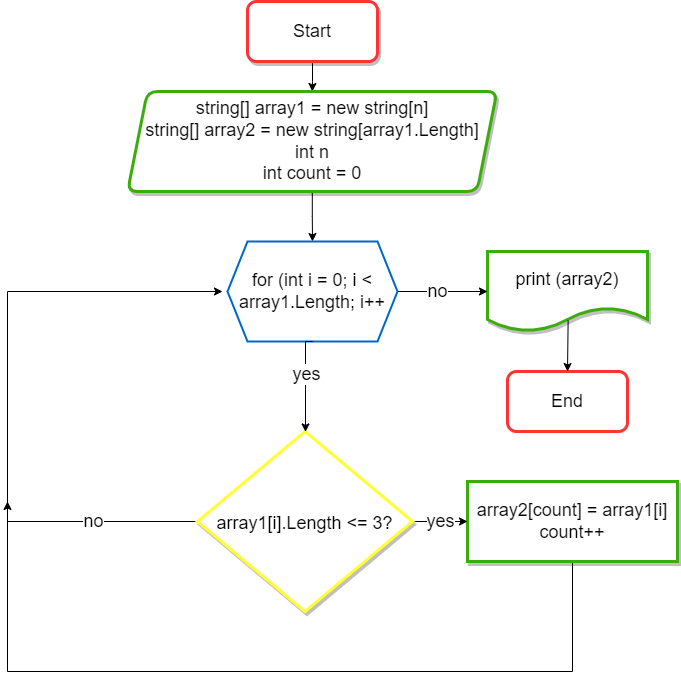 Start
string[] array1 = new string[n]
string[] array2 = new string[array1.Length]
int n
int count = 0
for (int i = 0; i <
array1.Length; i++
no
print (array2)
yes
End
array1[i].Length <= 3?
no
yes
array2[count] = array1[i]
count++